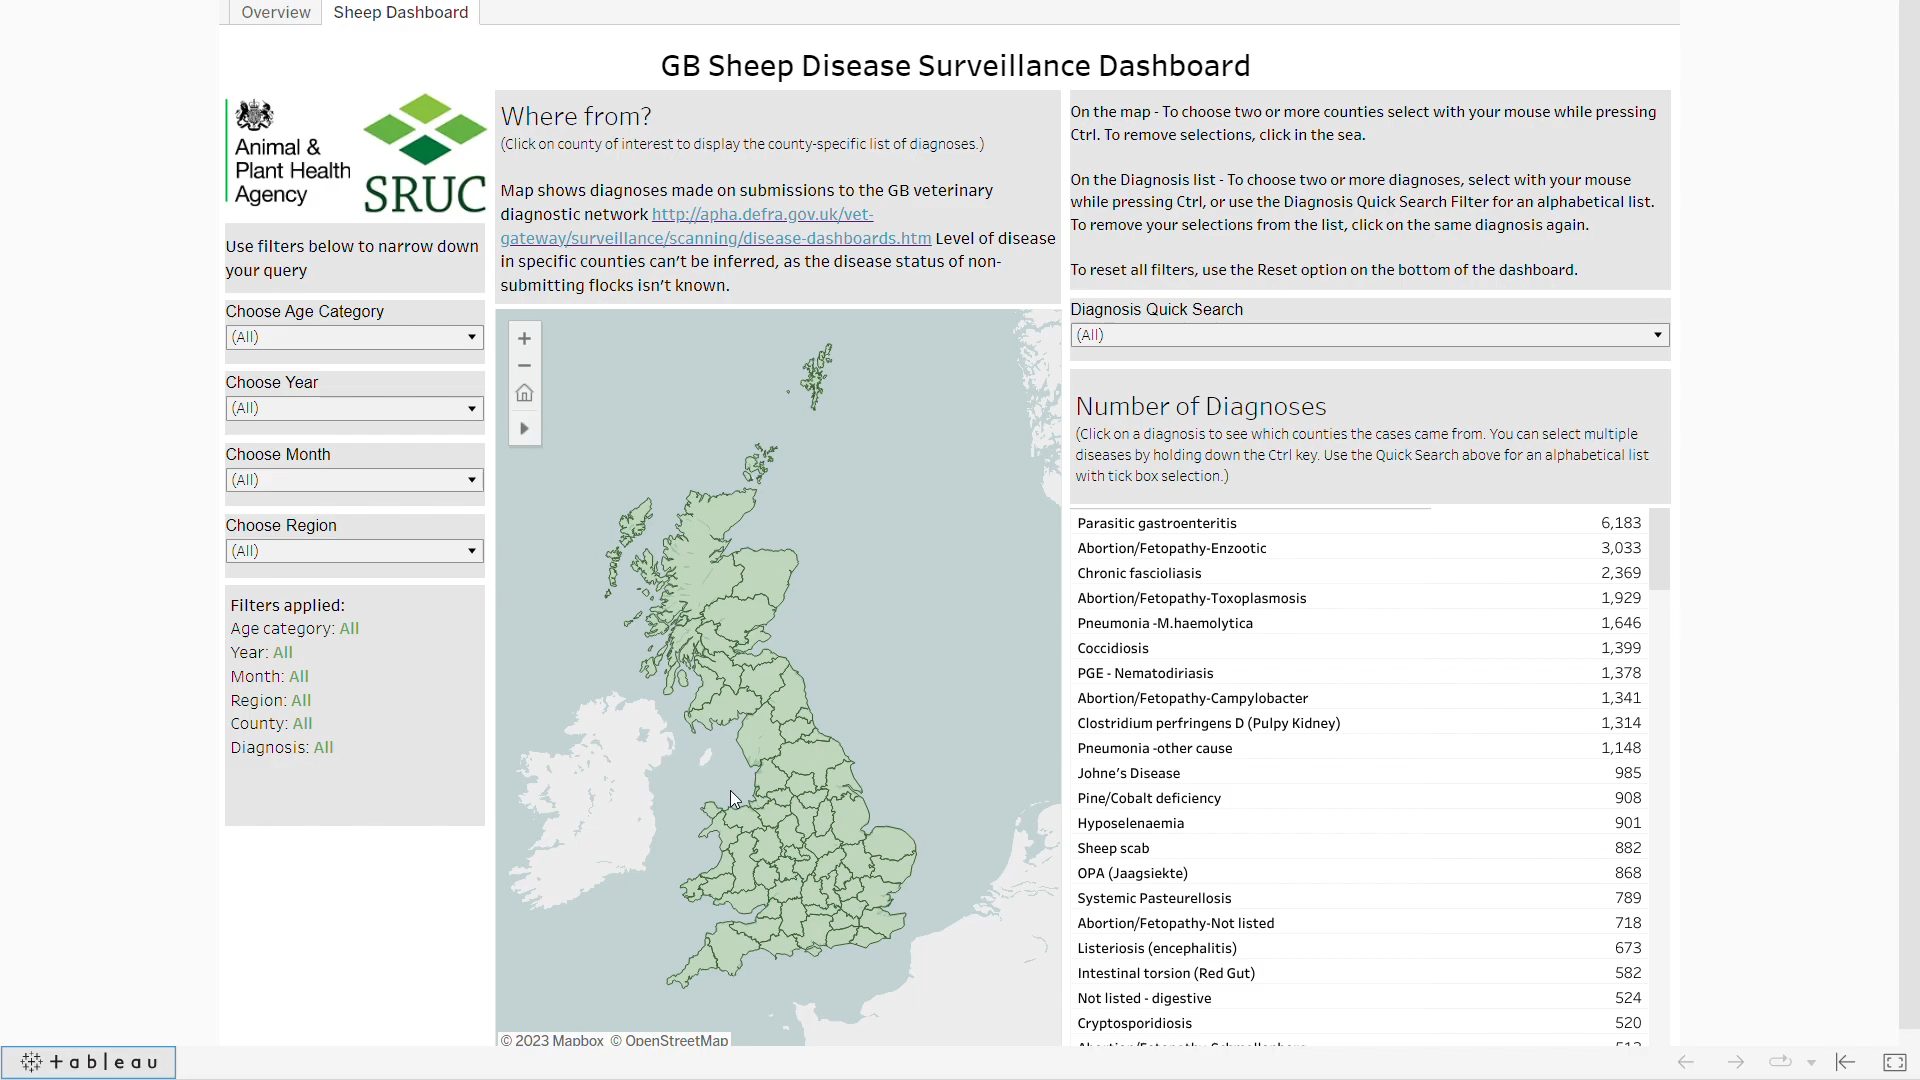 Overview
Sheep Dashboard
GB Sheep Disease Surveillance Dashboard
Animal &
Plant Health
Agency
SRUC
Use filters below to narrow down
your query
Choose Age Category
(All)
Choose Year
(All)
Choose Month
(All)
Choose Region
(All)
Filters applied:
Age category: All
Year: All
Month: All
Region: All
County: All
Diagnosis: All
Where from?
(Click on county of interest to display the county-specific list of diagnoses.)
Map shows diagnoses made on submissions to the GB veterinary
diagnostic network http://apha.defra.gov.uk/vet-
gateway/surveillance/scanning/disease-dashboards.htm Level of disease
in specific counties can't be inferred, as the disease status of non-
submitting flocks isn't known.
© 2023 Mapbox © OpenStreetMap
On the map - To choose two or more counties select with your mouse while pressing
Ctrl. To remove selections, click in the sea.
On the Diagnosis list - To choose two or more diagnoses, select with your mouse
while pressing Ctrl, or use the Diagnosis Quick Search Filter for an alphabetical list.
To remove your selections from the list, click on the same diagnosis again.
To reset all filters, use the Reset option on the bottom of the dashboard.
Diagnosis Quick Search
(All)
Number of Diagnoses
(Click on a diagnosis to see which counties the cases came from. You can select multiple
diseases by holding down the Ctrl key. Use the Quick Search above for an alphabetical list
with tick box selection.)
Parasitic gastroenteritis 6,183
Abortion/Fetopathy-Enzootic 3,033
Chronic fascioliasis 2,369
Abortion/Fetopathy-Toxoplasmosis 1,929
Pneumonia -M.haemolytica 1,646
Coccidiosis 1,399
PGE - Nematodiriasis 1,378
Abortion/Fetopathy-Campylobacter 1,341
Clostridium perfringens D (Pulpy Kidney) 1,314
Pneumonia -other cause 1,148
Johne's Disease 985
Pine/Cobalt deficiency 908
Hyposelenaemia 901
Sheep scab 882
OPA (Jaagsiekte) 868
Systemic Pasteurellosis 789
Abortion/Fetopathy-Not listed 718
Listeriosis (encephalitis) 673
Intestinal torsion (Red Gut) 582
Not listed - digestive 524
Cryptosporidiosis 520
tableau